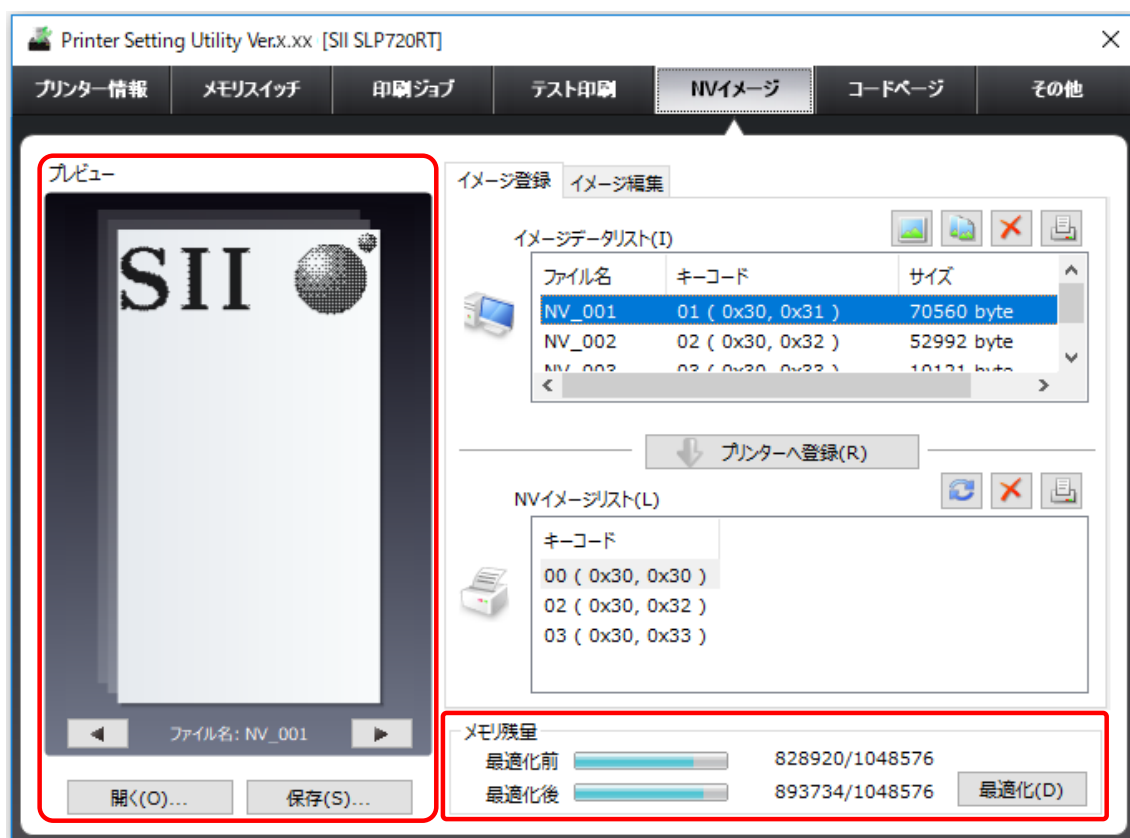 Printer Setting Utility Ver.x.xx [SII SLP720RT]
プリンター情報 メモリスイッチ 印刷ジョブ テスト印刷 NVイメージ コードページ その他
プレビュー
SII
ファイル名: NV_001
開く(O)... 保存(S)...
イメージ登録 イメージ編集
イメージデータリスト(I)
ファイル名 キーコード サイズ
NV_001 01 ( 0x30, 0x31 ) 70560 byte
NV_002 02 ( 0x30, 0x32 ) 52992 byte
NV_003 03 ( 0x30, 0x33 ) 10121 byte
プリンターへ登録(R)
NVイメージリスト(L)
キーコード
00 ( 0x30, 0x30 )
02 ( 0x30, 0x32 )
03 ( 0x30, 0x33 )
メモリ残量
最適化前 828920/1048576
最適化後 893734/1048576 最適化(D)